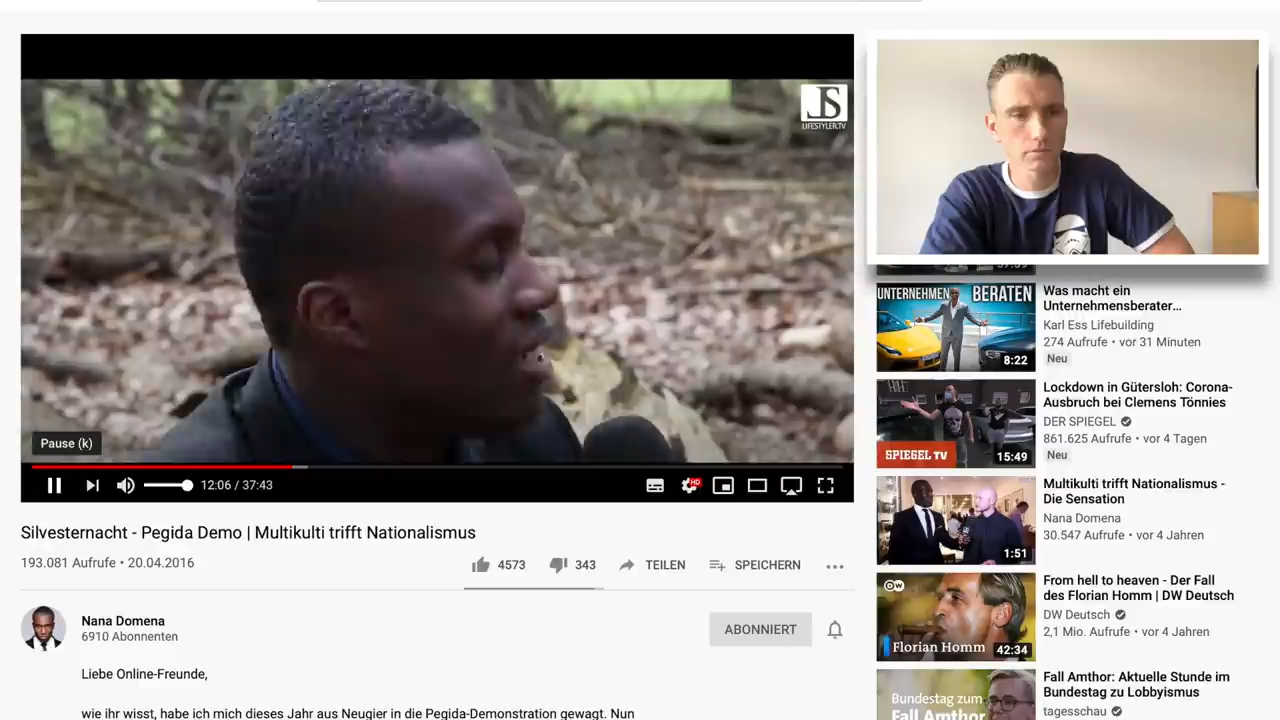 JS
LIFESTYLER.TV
Pause (k)
12:06 / 37:43
HD
Silvesternacht - Pegida Demo | Multikulti trifft Nationalismus
193.081 Aufrufe • 20.04.2016
4573
343
TEILEN
SPEICHERN
Nana Domena
6910 Abonnenten
ABONNIERT
Liebe Online-Freunde,
wie ihr wisst, habe ich mich dieses Jahr aus Neugier in die Pegida-Demonstration gewagt. Nun
UNTERNEHMEN BERATEN
8:22
Was macht ein
Unternehmensberater…
Karl Ess Lifebuilding
274 Aufrufe • vor 31 Minuten
Neu
SPIEGEL TV
15:49
Lockdown in Gütersloh: Corona-
Ausbruch bei Clemens Tönnies
DER SPIEGEL
861.625 Aufrufe • vor 4 Tagen
Neu
1:51
Multikulti trifft Nationalismus -
Die Sensation
Nana Domena
30.547 Aufrufe • vor 4 Jahren
DW
Florian Homm
42:34
From hell to heaven - Der Fall
des Florian Homm | DW Deutsch
DW Deutsch
2,1 Mio. Aufrufe • vor 4 Jahren
Bundestag zum
Fall Amthor
Fall Amthor: Aktuelle Stunde im
Bundestag zu Lobbyismus
tagesschau